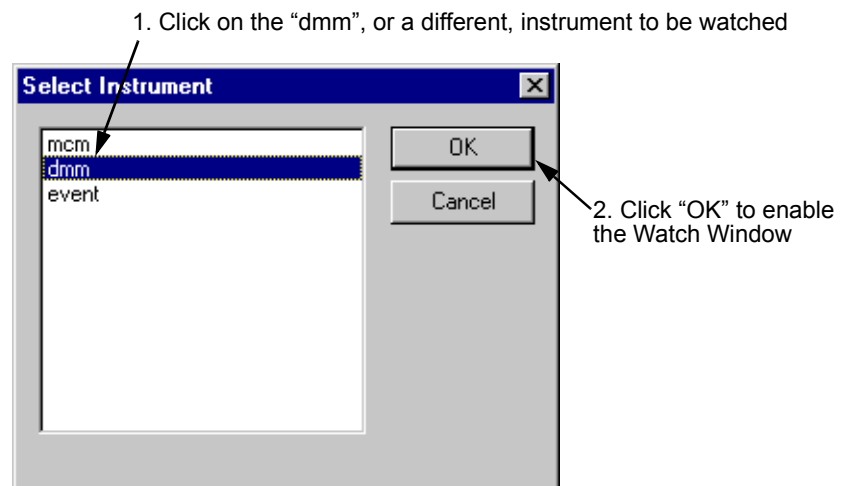 1. Click on the “dmm”, or a different, instrument to be watched
Select Instrument
mcm
dmm
event
OK
Cancel
2. Click “OK” to enable
the Watch Window